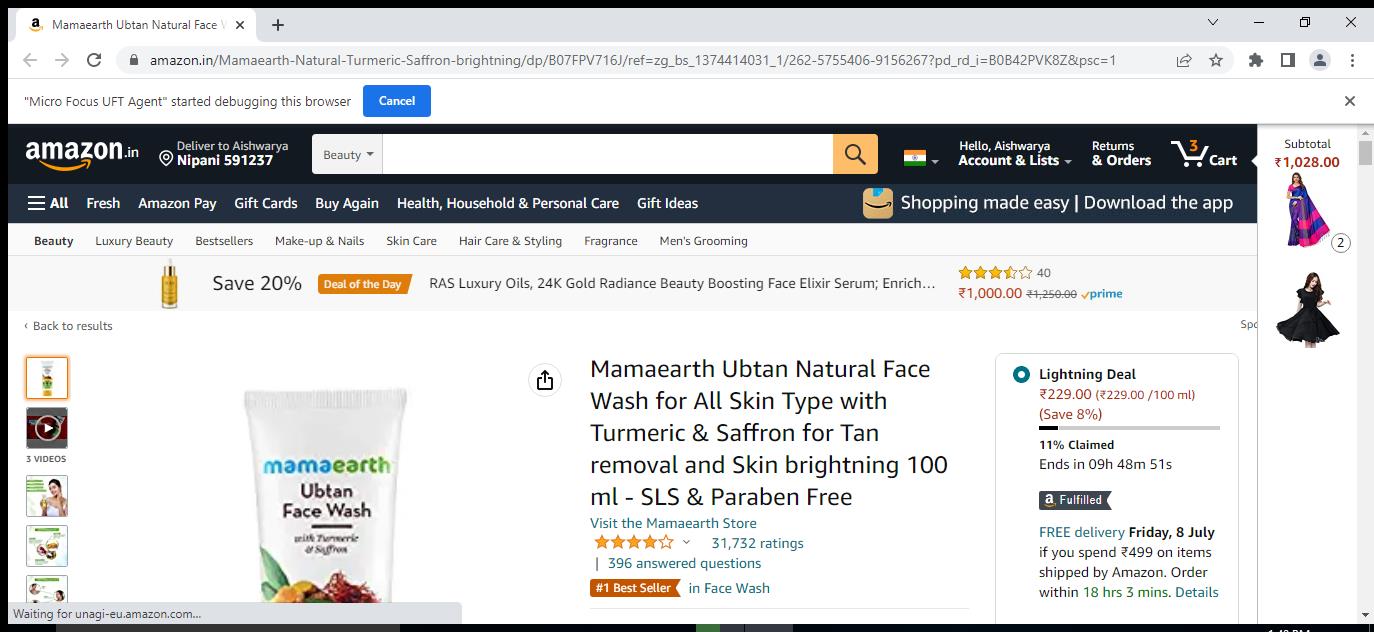 Mamaearth Ubtan Natural Face W
amazon.in/Mamaearth-Natural-Turmeric-Saffron-brightning/dp/B07FPV716J/ref=zg_bs_1374414031_1/262-5755406-9156267?pd_rd_i=B0B42PVK8Z&psc=1
"Micro Focus UFT Agent" started debugging this browser
Cancel
amazon.in
Deliver to Aishwarya
Nipani 591237
Beauty
Hello, Aishwarya
Account & Lists
Returns
& Orders
3
Cart
Subtotal
₹1,028.00
All
Fresh
Amazon Pay
Gift Cards
Buy Again
Health, Household & Personal Care
Gift Ideas
Shopping made easy | Download the app
Beauty
Luxury Beauty
Bestsellers
Make-up & Nails
Skin Care
Hair Care & Styling
Fragrance
Men's Grooming
2
Save 20%
Deal of the Day
RAS Luxury Oils, 24K Gold Radiance Beauty Boosting Face Elixir Serum; Enrich...
40
₹1,000.00 ₹1,250.00 prime
‹ Back to results
Spo
3 VIDEOS
mamaearth
Ubtan
Face Wash
with Turmeric
& Saffron
Mamaearth Ubtan Natural Face
Wash for All Skin Type with
Turmeric & Saffron for Tan
removal and Skin brightning 100
ml - SLS & Paraben Free
Visit the Mamaearth Store
31,732 ratings
| 396 answered questions
#1 Best Seller in Face Wash
Lightning Deal
₹229.00 (₹229.00 /100 ml)
(Save 8%)
11% Claimed
Ends in 09h 48m 51s
a Fulfilled
FREE delivery Friday, 8 July
if you spend ₹499 on items
shipped by Amazon. Order
within 18 hrs 3 mins. Details
Waiting for unagi-eu.amazon.com...